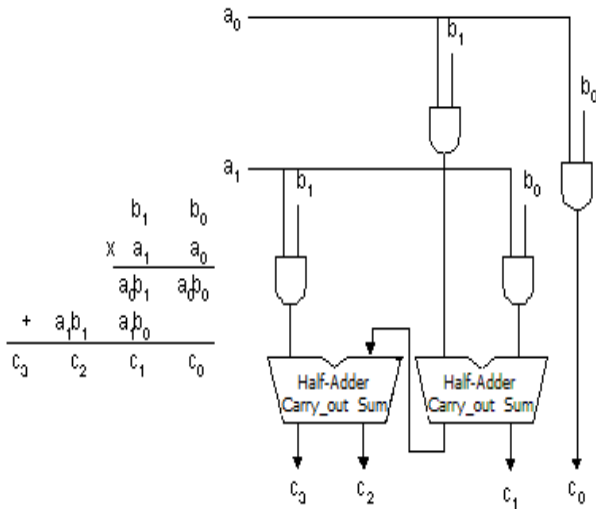 a0
b1
b0
a1
b1
b0
b1 b0
x a1 a0
a0b1 a0b0
+ a1b1 a1b0
c3 c2 c1 c0
Half-Adder
Carry_out Sum
Half-Adder
Carry_out Sum
c3 c2 c1 c0